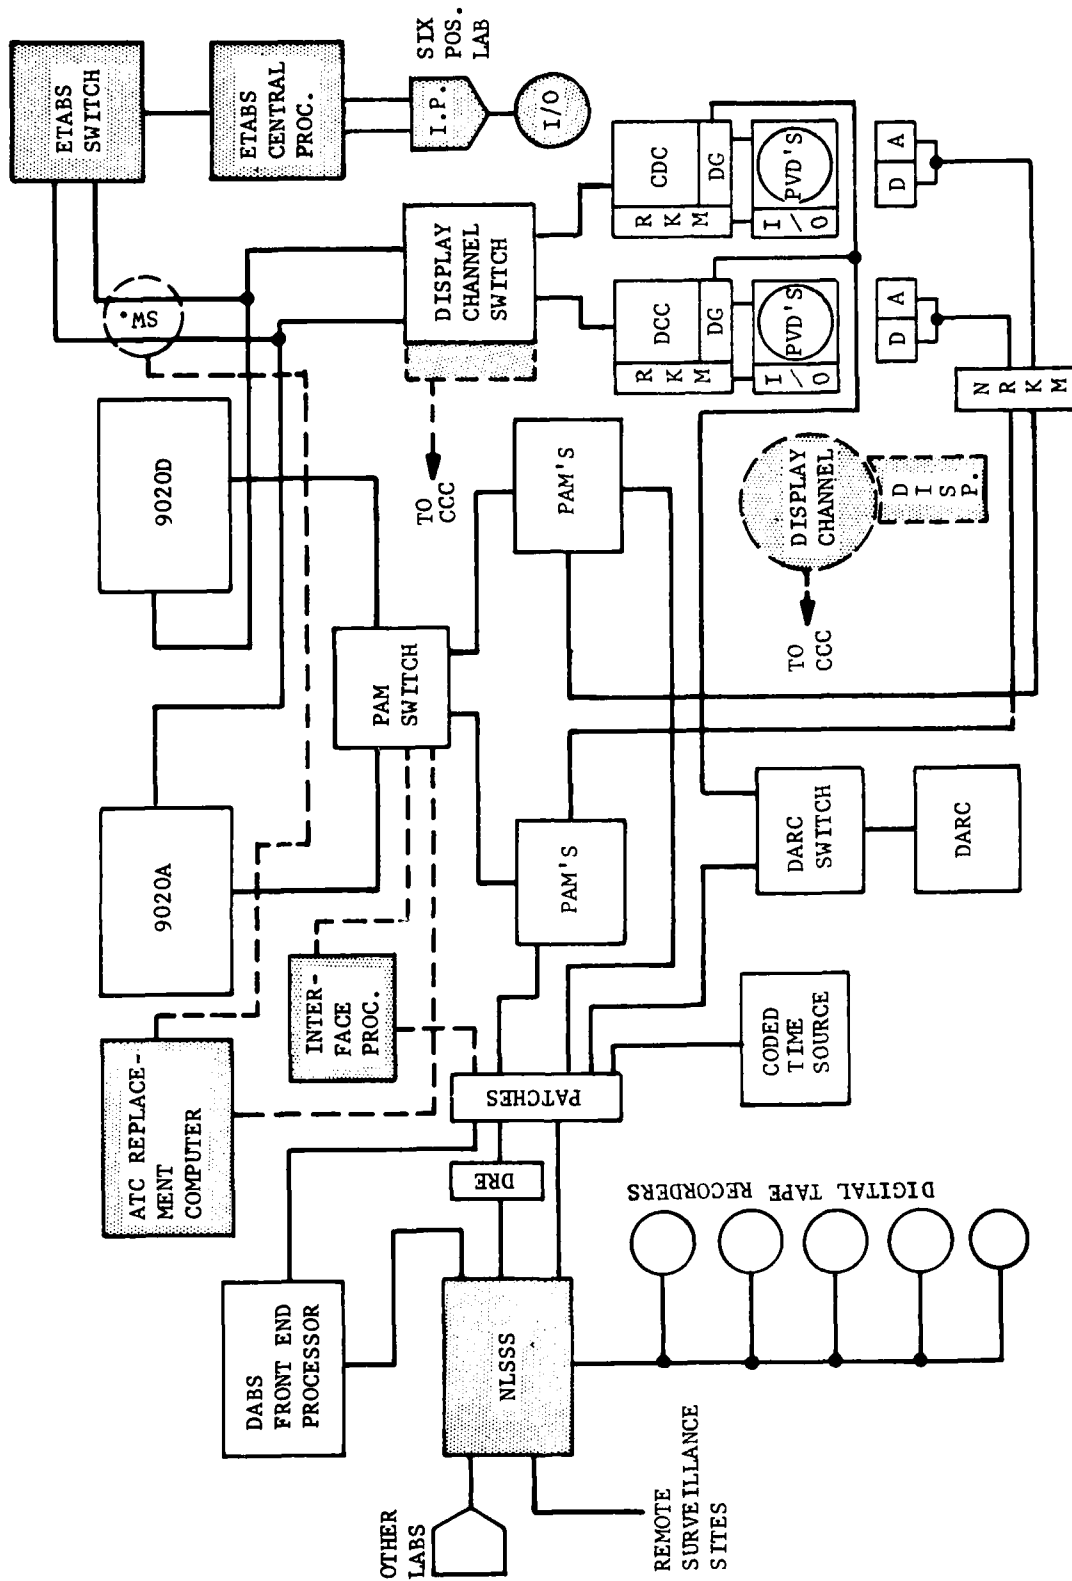 OTHER
LABS
REMOTE
SURVEILLANCE
SITES
DABS
FRONT END
PROCESSOR
NLSSS
DIGITAL TAPE RECORDERS
DRE
PATCHES
ATC REPLACE-
MENT
COMPUTER
INTER-
FACE
PROC.
CODED
TIME
SOURCE
9020A
9020D
PAM
SWITCH
PAM'S
PAM'S
DARC
SWITCH
DARC
TO
CCC
DISPLAY
CHANNEL
SWITCH
SW.
ETABS
SWITCH
ETABS
CENTRAL
PROC.
I.P.
SIX
POS.
LAB
I/O
R
K
M
DCC
DG
I/O
PVD'S
R
K
M
CDC
DG
I/O
PVD'S
TO
CCC
DISPLAY
CHANNEL
D
I
S
P.
D A
D A
N
R
K
M